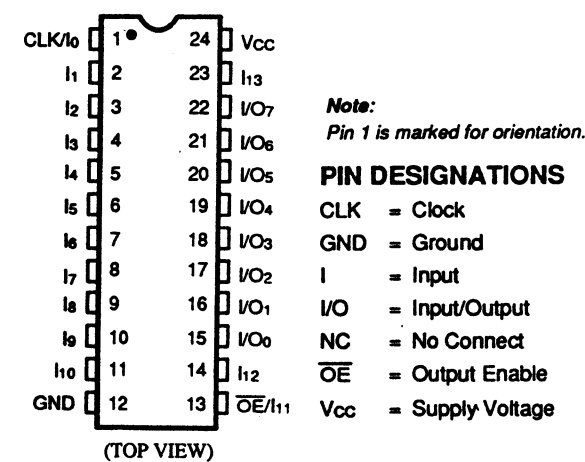 CLK/I0 1 24 VCC
I1 2 23 I13
I2 3 22 I/O7
I3 4 21 I/O6
I4 5 20 I/O5
I5 6 19 I/O4
I6 7 18 I/O3
I7 8 17 I/O2
I8 9 16 I/O1
I9 10 15 I/O0
I10 11 14 I12
GND 12 13 O̅E̅/I11
(TOP VIEW)
Note:
Pin 1 is marked for orientation.
PIN DESIGNATIONS
CLK = Clock
GND = Ground
I = Input
I/O = Input/Output
NC = No Connect
O̅E̅ = Output Enable
VCC = Supply Voltage